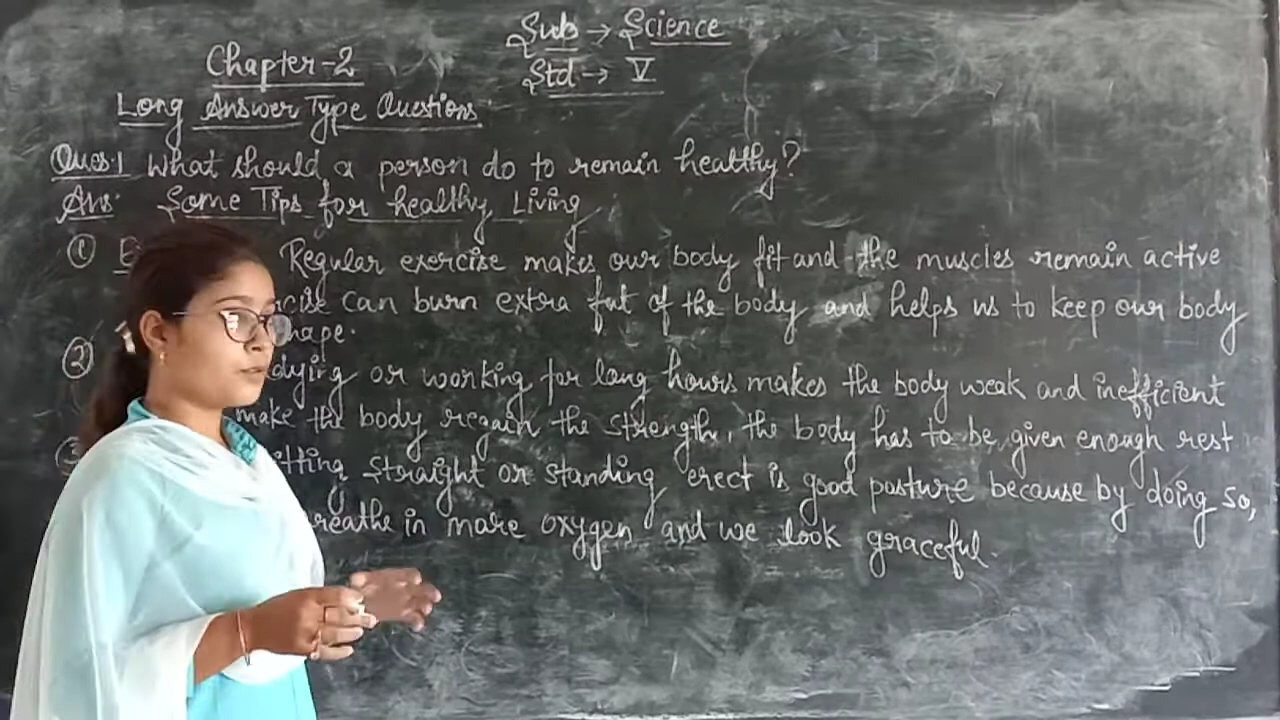 Sub → Science
Std → V
Chapter-2
Long Answer Type Questions
Ques:1 What should a person do to remain healthy?
Ans: Some Tips for healthy Living
① Regular exercise makes our body fit and the muscles remain active
can burn extra fat of the body and helps us to keep our body
② or working for long hours makes the body weak and inefficient
make the body regain the strength, the body has to be given enough rest
③ straight or standing erect is good posture because by doing so,
breathe in more oxygen and we look graceful.